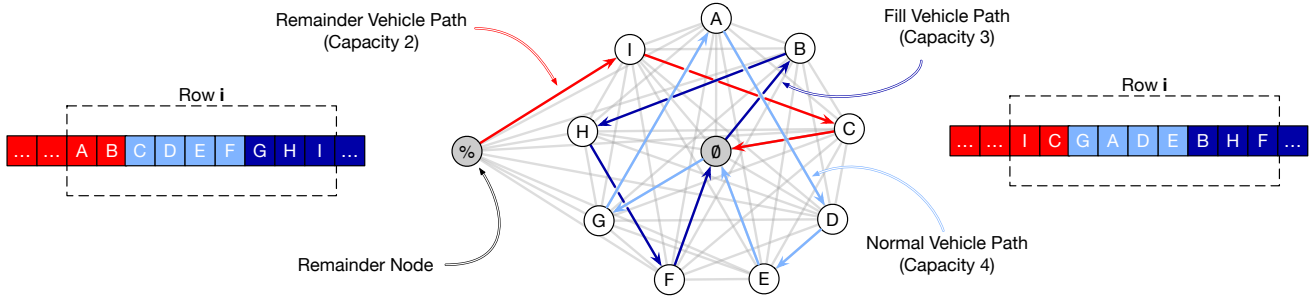 Remainder Vehicle Path
(Capacity 2)
Fill Vehicle Path
(Capacity 3)
Row i
... ... A B C D E F G H I ...
Row i
... ... I C G A D E B H F ...
A
I
B
H
C
%
Ø
G
D
F
E
Remainder Node
Normal Vehicle Path
(Capacity 4)